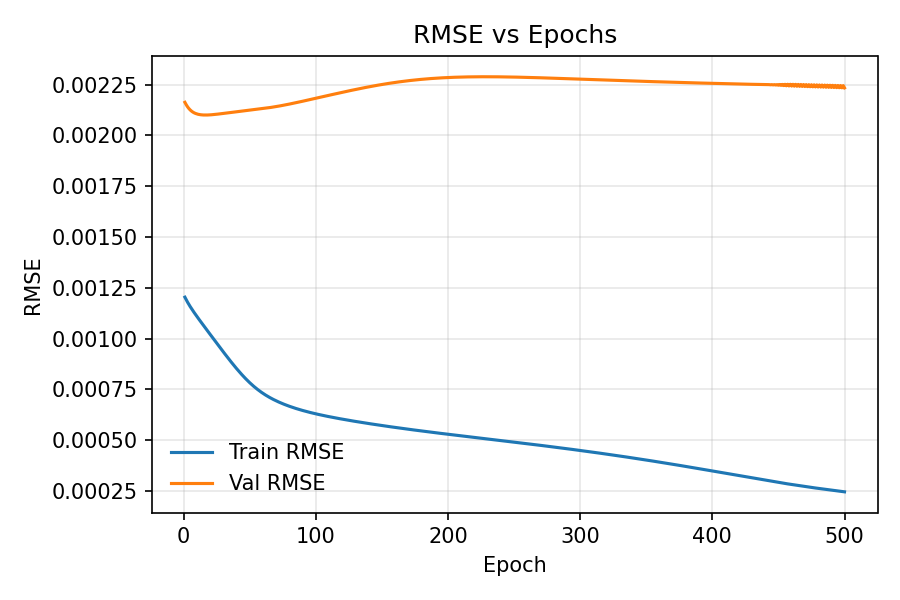 RMSE vs Epochs
RMSE
0.00225
0.00200
0.00175
0.00150
0.00125
0.00100
0.00075
0.00050
0.00025
Train RMSE
Val RMSE
0 100 200 300 400 500
Epoch